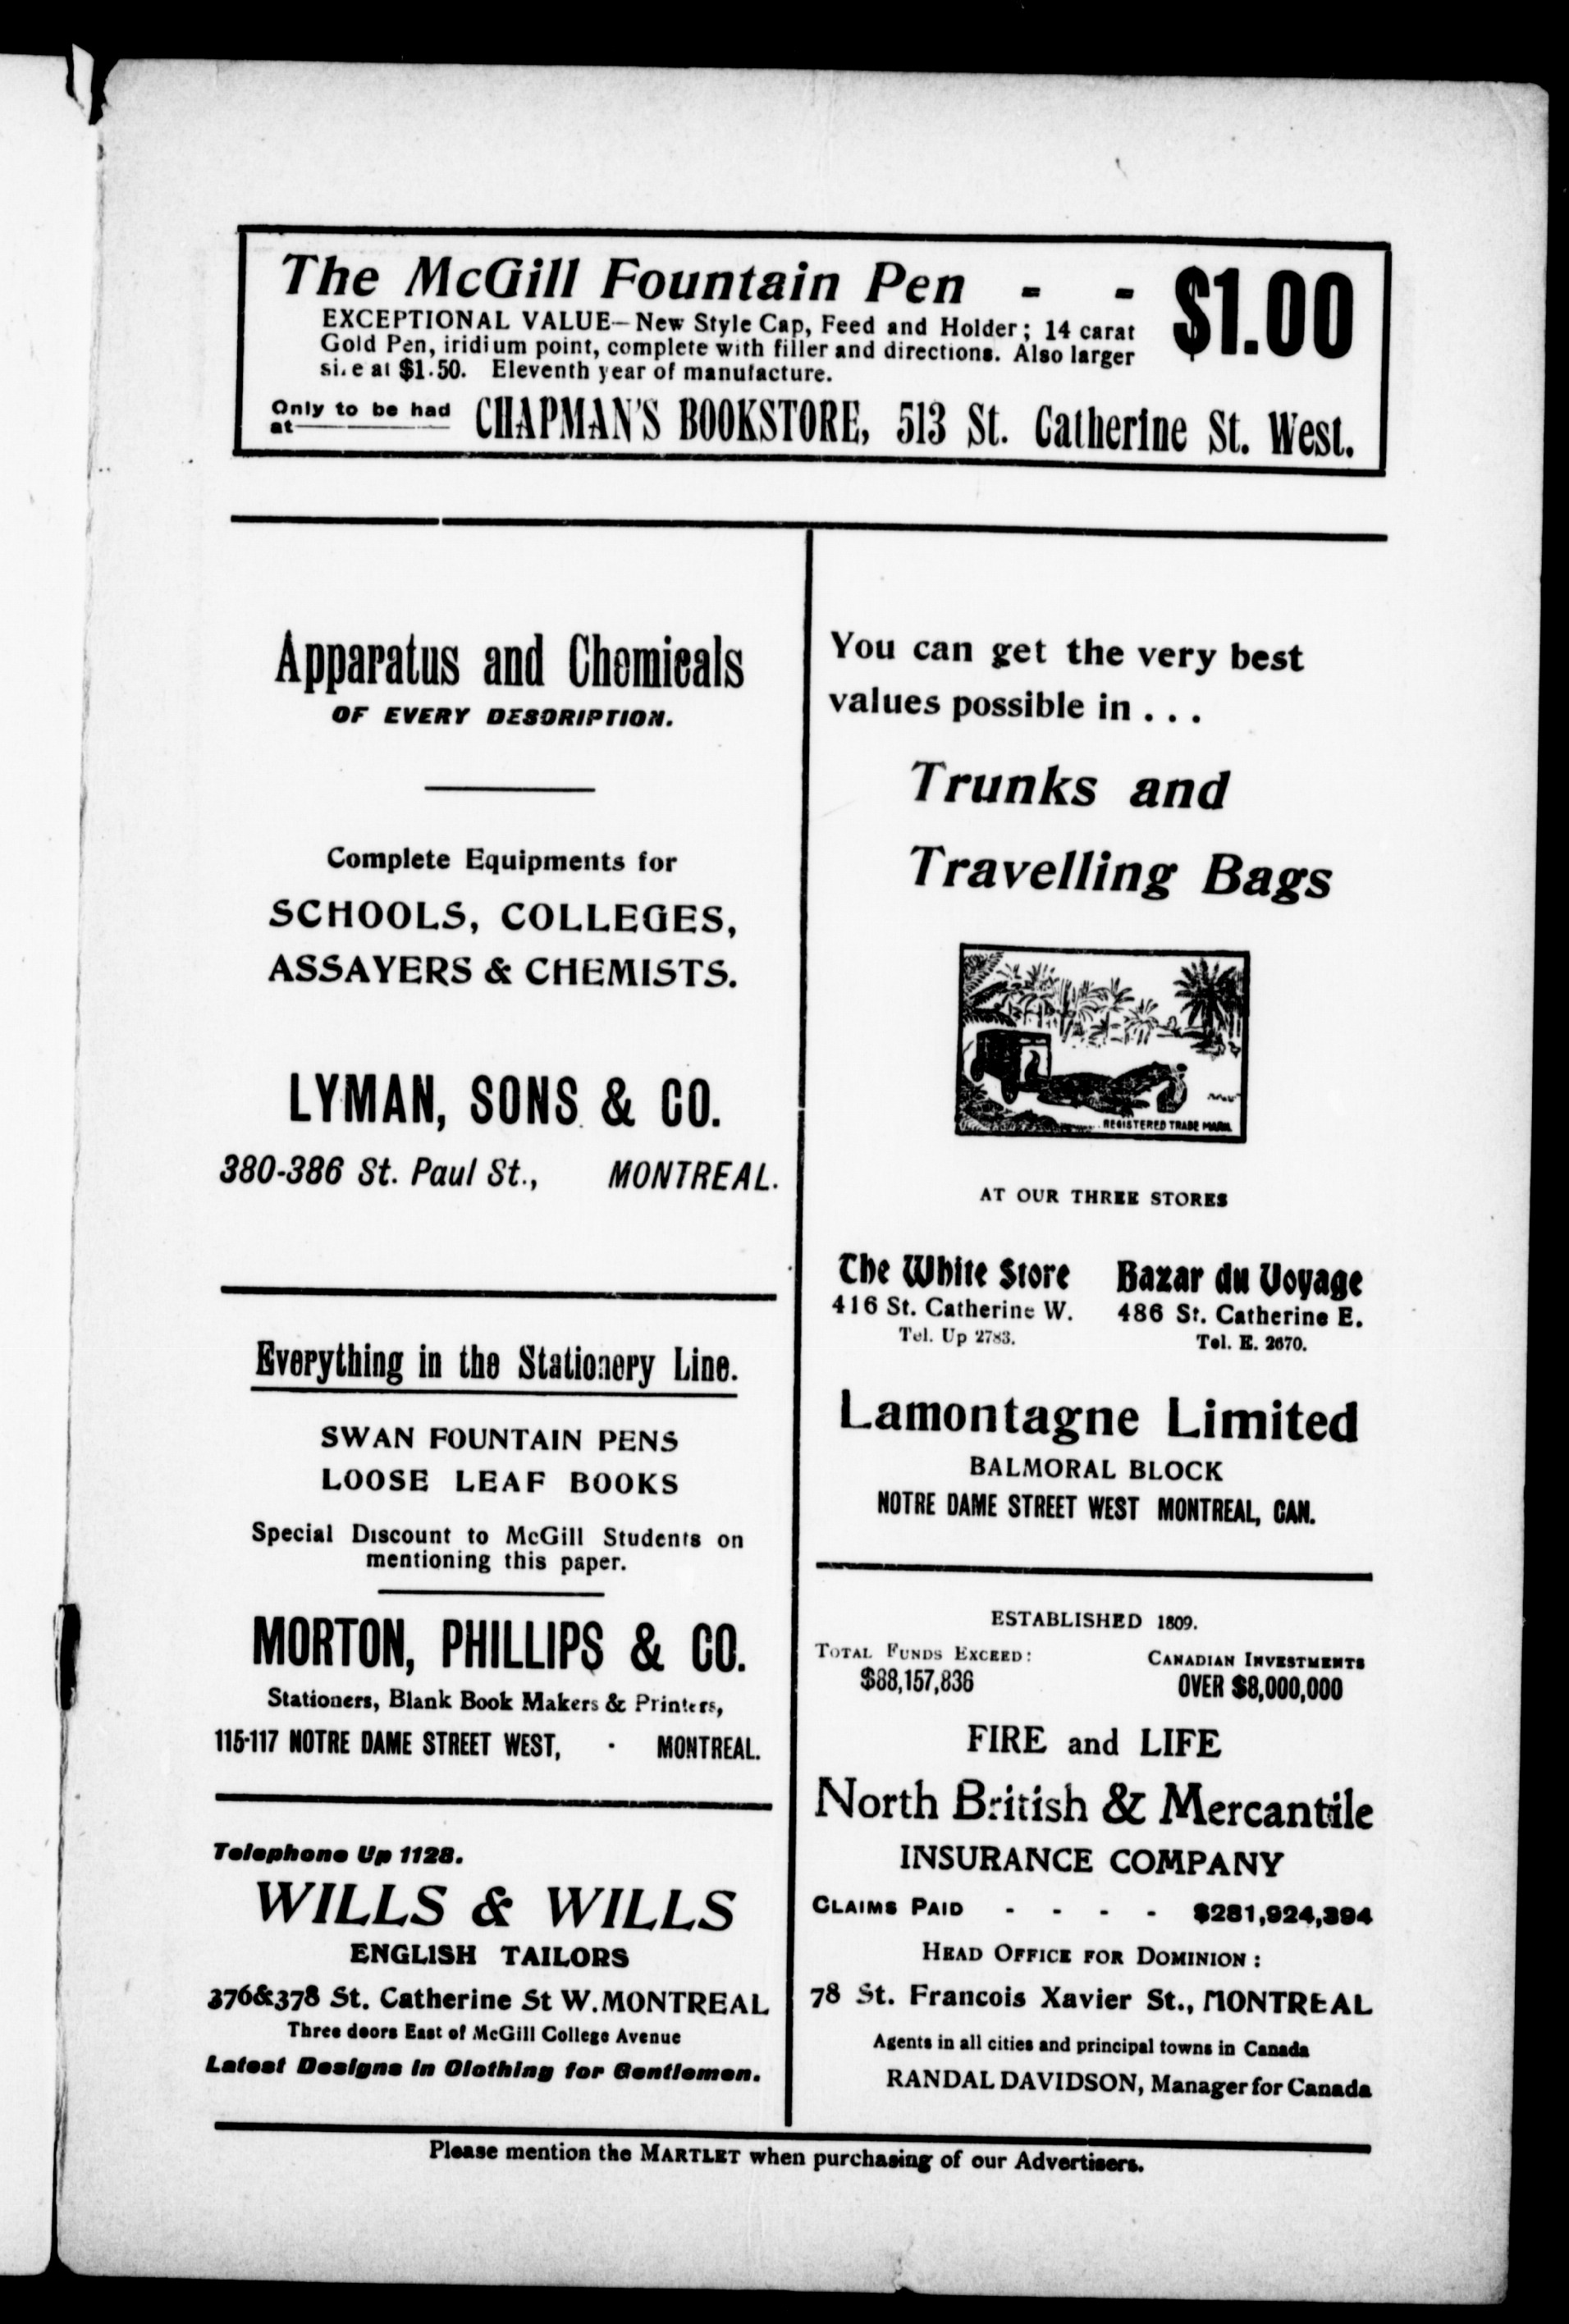 The McGill Fountain Pen - - $1.00
EXCEPTIONAL VALUE—New Style Cap, Feed and Holder; 14 carat
Gold Pen, iridium point, complete with filler and directions. Also larger
size at $1.50. Eleventh year of manufacture.
Only to be had
at CHAPMAN'S BOOKSTORE, 513 St. Catherine St. West.
Apparatus and Chemicals
OF EVERY DESCRIPTION.
Complete Equipments for
SCHOOLS, COLLEGES,
ASSAYERS & CHEMISTS.
LYMAN, SONS & CO.
380-386 St. Paul St., MONTREAL.
Everything in the Stationery Line.
SWAN FOUNTAIN PENS
LOOSE LEAF BOOKS
Special Discount to McGill Students on
mentioning this paper.
MORTON, PHILLIPS & CO.
Stationers, Blank Book Makers & Printers,
115-117 NOTRE DAME STREET WEST, - MONTREAL.
Telephone Up 1128.
WILLS & WILLS
ENGLISH TAILORS
376&378 St. Catherine St W. MONTREAL
Three doors East of McGill College Avenue
Latest Designs in Clothing for Gentlemen.
You can get the very best
values possible in . . .
Trunks and
Travelling Bags
REGISTERED TRADE MARK
AT OUR THREE STORES
The White Store
416 St. Catherine W.
Tel. Up 2783.
Bazar du Voyage
486 St. Catherine E.
Tel. E. 2670.
Lamontagne Limited
BALMORAL BLOCK
NOTRE DAME STREET WEST MONTREAL, CAN.
ESTABLISHED 1809.
TOTAL FUNDS EXCEED:
$88,157,836
CANADIAN INVESTMENTS
OVER $8,000,000
FIRE and LIFE
North British & Mercantile
INSURANCE COMPANY
CLAIMS PAID - - - - $281,924,394
HEAD OFFICE FOR DOMINION:
78 St. Francois Xavier St., MONTREAL
Agents in all cities and principal towns in Canada
RANDAL DAVIDSON, Manager for Canada
Please mention the MARTLET when purchasing of our Advertisers.